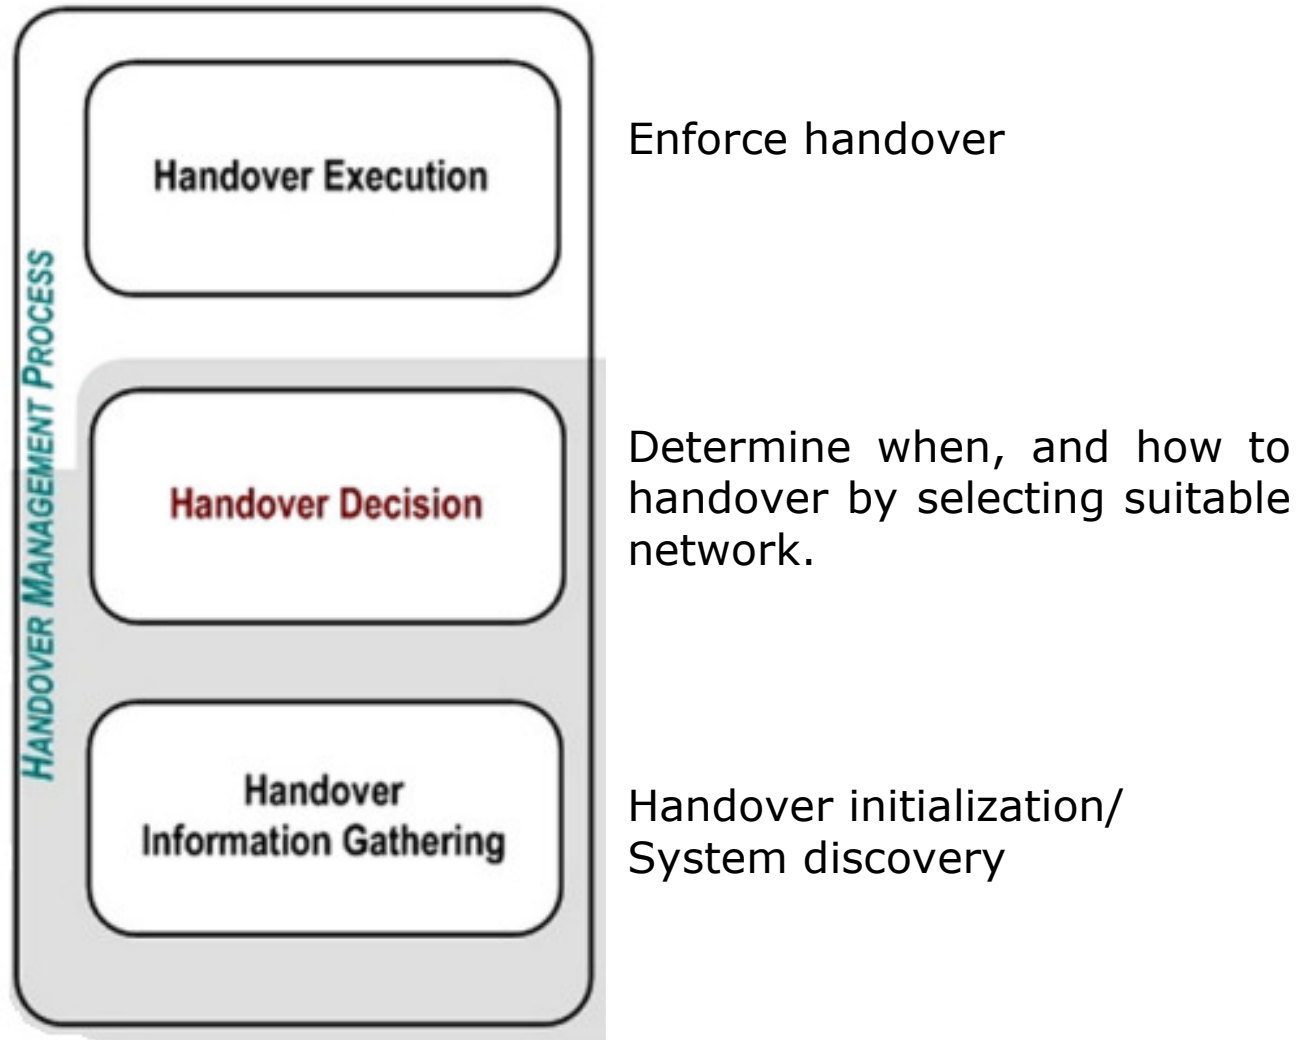 HANDOVER MANAGEMENT PROCESS
Handover Execution
Enforce handover
Handover Decision
Determine when, and how to
handover by selecting suitable
network.
Handover
Information Gathering
Handover initialization/
System discovery